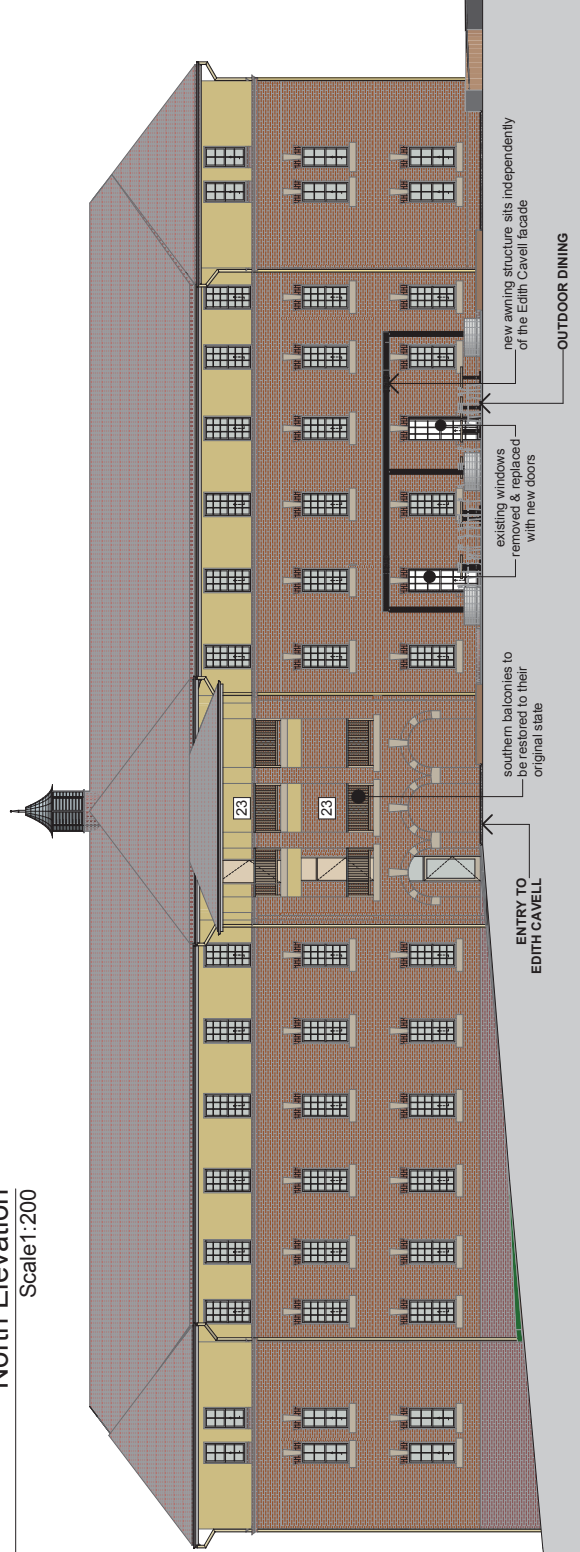 North Elevation
Scale1:200
23
23
ENTRY TO
EDITH CAVELL
southern balconies to
be restored to their
original state
existing windows
removed & replaced
with new doors
new awning structure sits independently
of the Edith Cavell facade
OUTDOOR DINING